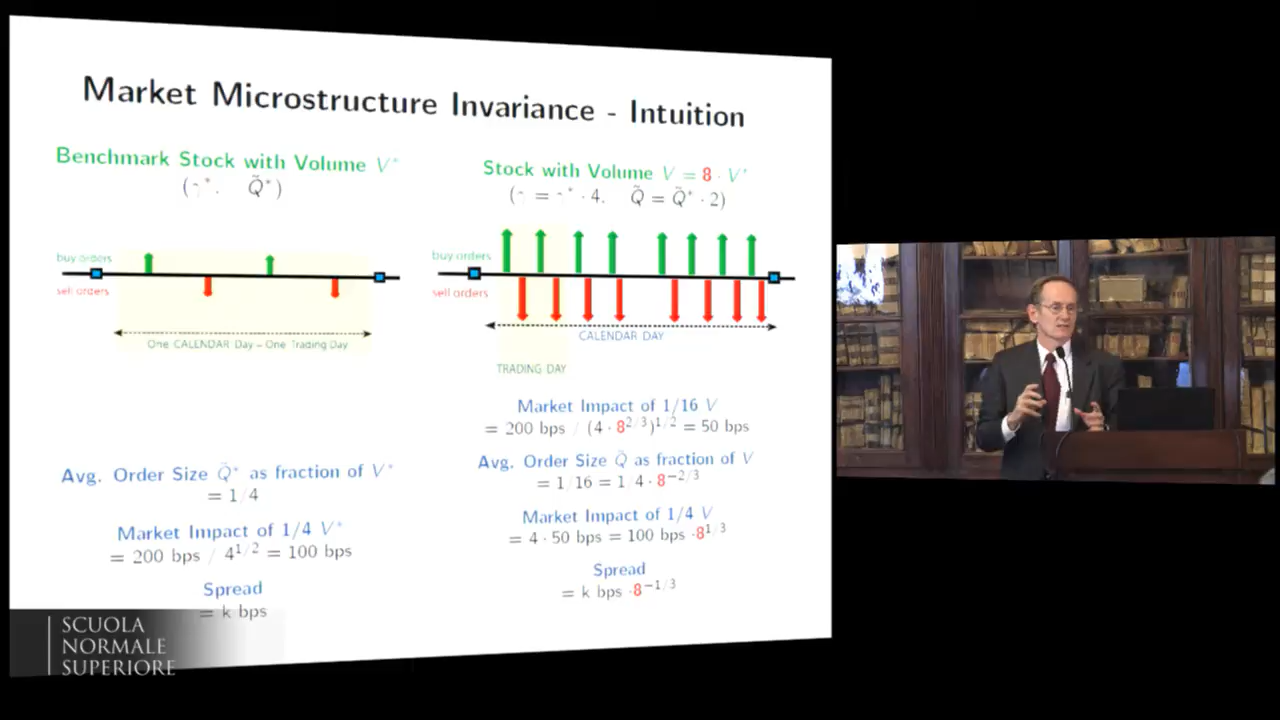 Market Microstructure Invariance - Intuition
Benchmark Stock with Volume V*
(γ*, Q̃*)
buy orders
sell orders
One CALENDAR Day – One Trading Day
Avg. Order Size Q̃* as fraction of V*
= 1/4
Market Impact of 1/4 V*
= 200 bps / 4^1/2 = 100 bps
Spread
= k bps
Stock with Volume V = 8 · V*
(γ = γ* · 4, Q̃ = Q̃* · 2)
buy orders
sell orders
CALENDAR DAY
TRADING DAY
Market Impact of 1/16 V
= 200 bps / (4 · 8^2/3)^1/2 = 50 bps
Avg. Order Size Q̃ as fraction of V
= 1/16 = 1/4 · 8^−2/3
Market Impact of 1/4 V
= 4 · 50 bps = 100 bps ·8^1/3
Spread
= k bps ·8^−1/3
SCUOLA
NORMALE
SUPERIORE